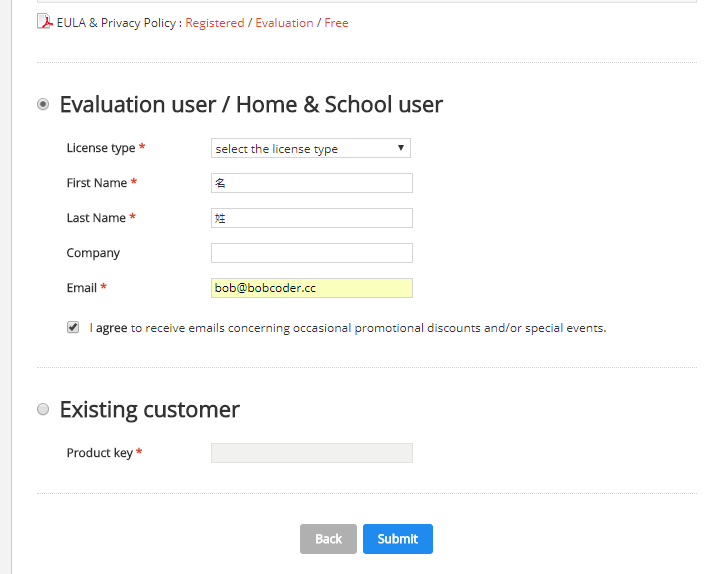 EULA & Privacy Policy : Registered / Evaluation / Free
Evaluation user / Home & School user
License type *
select the license type
First Name *
名
Last Name *
姓
Company
Email *
bob@bobcoder.cc
I agree to receive emails concerning occasional promotional discounts and/or special events.
Existing customer
Product key *
Back
Submit